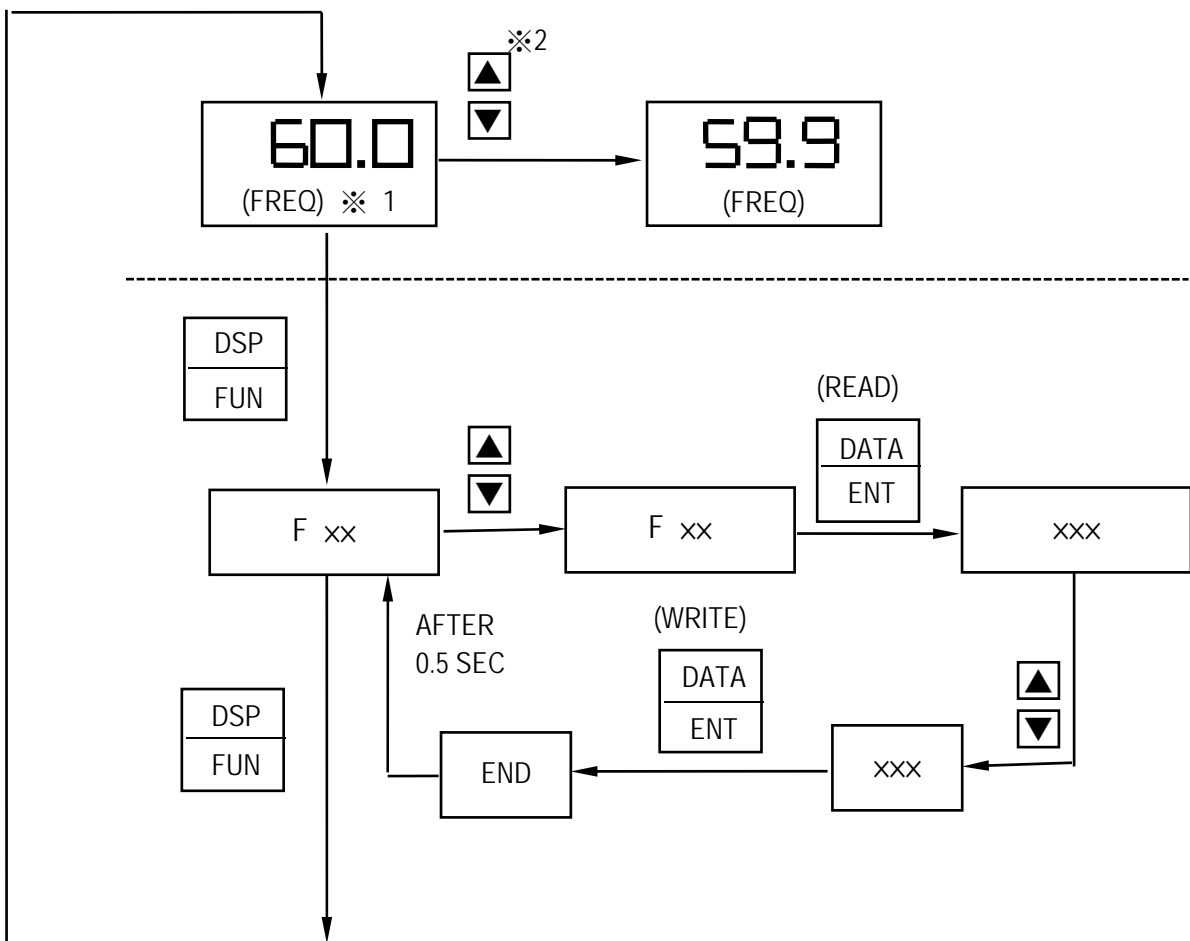 ※2
▲
▼
60.0
(FREQ) ※ 1
59.9
(FREQ)
DSP
FUN
(READ)
DATA
ENT
▲
▼
F xx
F xx
xxx
AFTER
0.5 SEC
(WRITE)
DATA
ENT
▲
▼
DSP
FUN
END
xxx